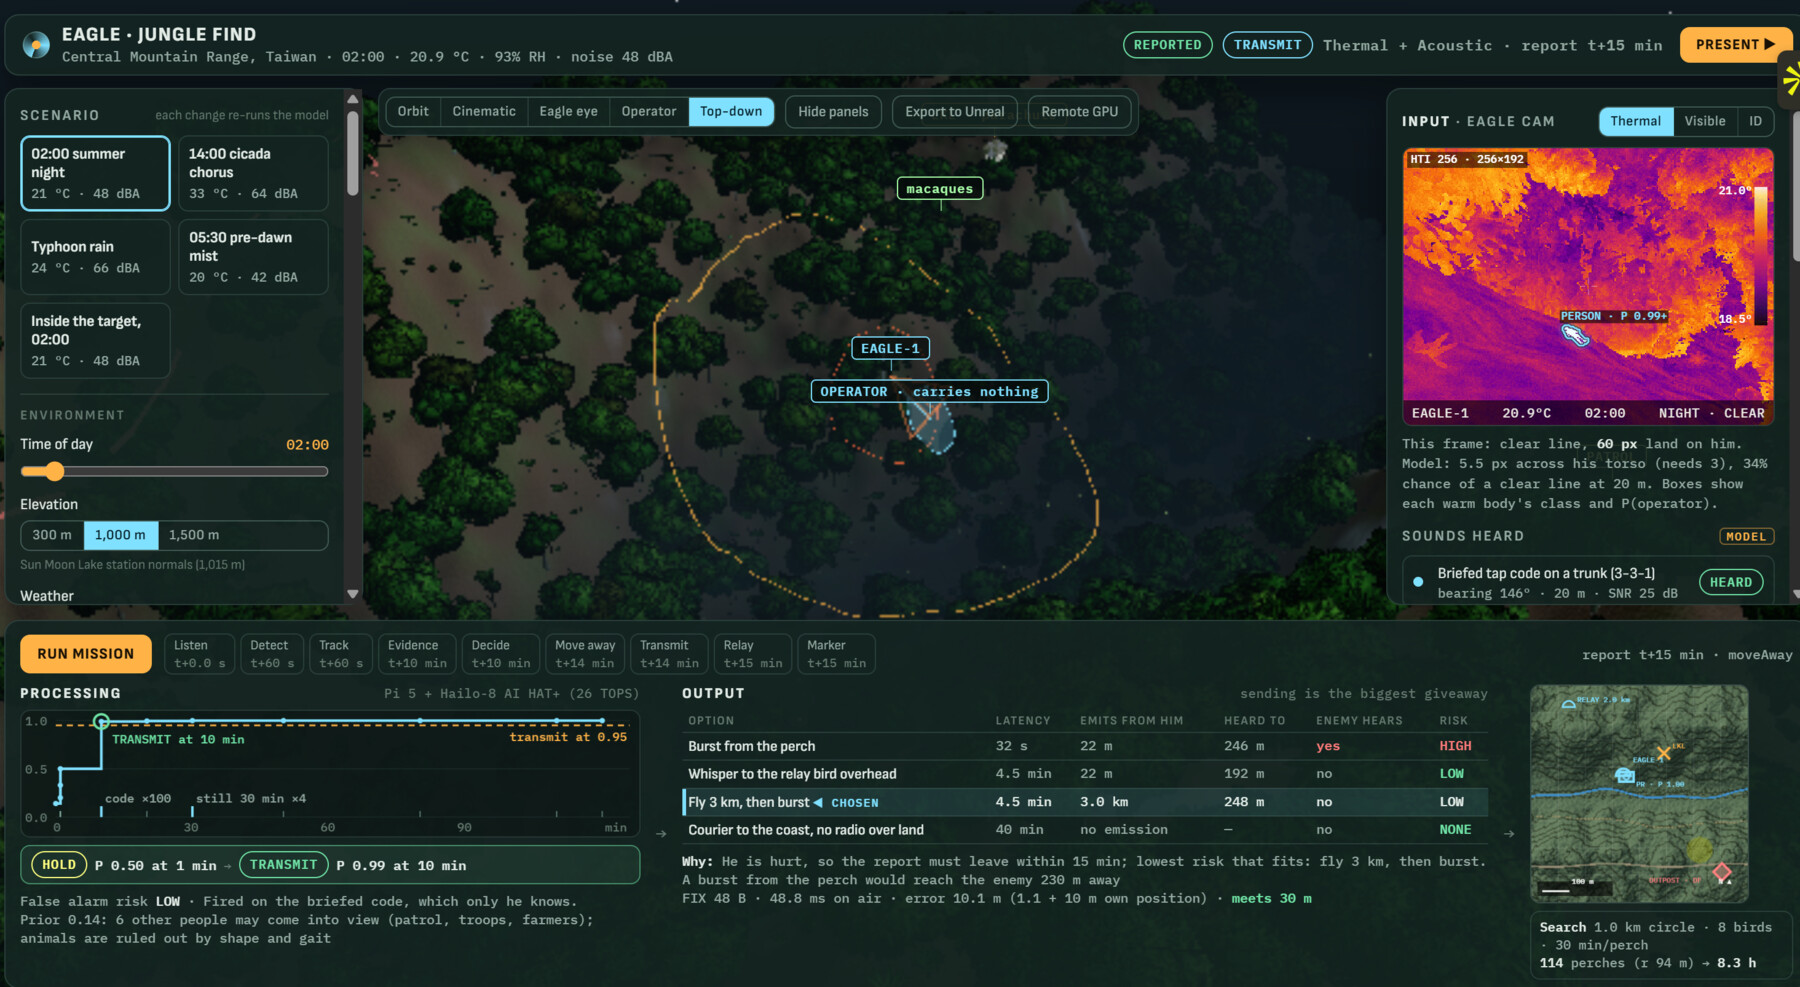 EAGLE · JUNGLE FIND
Central Mountain Range, Taiwan · 02:00 · 20.9 °C · 93% RH · noise 48 dBA
REPORTED
TRANSMIT
Thermal + Acoustic · report t+15 min
PRESENT ▶
SCENARIO
each change re-runs the model
02:00 summer night
21 °C · 48 dBA
14:00 cicada chorus
33 °C · 64 dBA
Typhoon rain
24 °C · 66 dBA
05:30 pre-dawn mist
20 °C · 42 dBA
Inside the target, 02:00
21 °C · 48 dBA
ENVIRONMENT
Time of day
02:00
Elevation
300 m
1,000 m
1,500 m
Sun Moon Lake station normals (1,015 m)
Weather
Orbit
Cinematic
Eagle eye
Operator
Top-down
Hide panels
Export to Unreal
Remote GPU
macaques
EAGLE-1
OPERATOR · carries nothing
INPUT · EAGLE CAM
Thermal
Visible
ID
HTI 256 · 256×192
21.0°
18.5°
PERSON · P 0.99+
EAGLE-1 20.9°C 02:00 NIGHT · CLEAR
This frame: clear line, 60 px land on him.
Model: 5.5 px across his torso (needs 3), 34%
chance of a clear line at 20 m. Boxes show
each warm body's class and P(operator).
SOUNDS HEARD
MODEL
Briefed tap code on a trunk (3-3-1)
bearing 146° · 20 m · SNR 25 dB
HEARD
RUN MISSION
Listen
t+0.0 s
Detect
t+60 s
Track
t+60 s
Evidence
t+10 min
Decide
t+10 min
Move away
t+14 min
Transmit
t+14 min
Relay
t+15 min
Marker
t+15 min
report t+15 min · moveAway
PROCESSING
Pi 5 + Hailo-8 AI HAT+ (26 TOPS)
1.0
0.5
0.0
TRANSMIT at 10 min
transmit at 0.95
code ×100
still 30 min ×4
0 30 60 90 min
HOLD P 0.50 at 1 min → TRANSMIT P 0.99 at 10 min
False alarm risk LOW · Fired on the briefed code, which only he knows.
Prior 0.14: 6 other people may come into view (patrol, troops, farmers);
animals are ruled out by shape and gait
OUTPUT
sending is the biggest giveaway
OPTION LATENCY EMITS FROM HIM HEARD TO ENEMY HEARS RISK
Burst from the perch 32 s 22 m 246 m yes HIGH
Whisper to the relay bird overhead 4.5 min 22 m 192 m no LOW
Fly 3 km, then burst ◀ CHOSEN 4.5 min 3.0 km 248 m no LOW
Courier to the coast, no radio over land 40 min no emission — no NONE
Why: He is hurt, so the report must leave within 15 min; lowest risk that fits: fly 3 km, then burst.
A burst from the perch would reach the enemy 230 m away
FIX 48 B · 48.8 ms on air · error 10.1 m (1.1 + 10 m own position) · meets 30 m
RELAY 2.0 km
PR · P 1.00
100 m
Search 1.0 km circle · 8 birds
· 30 min/perch
114 perches (r 94 m) → 8.3 h